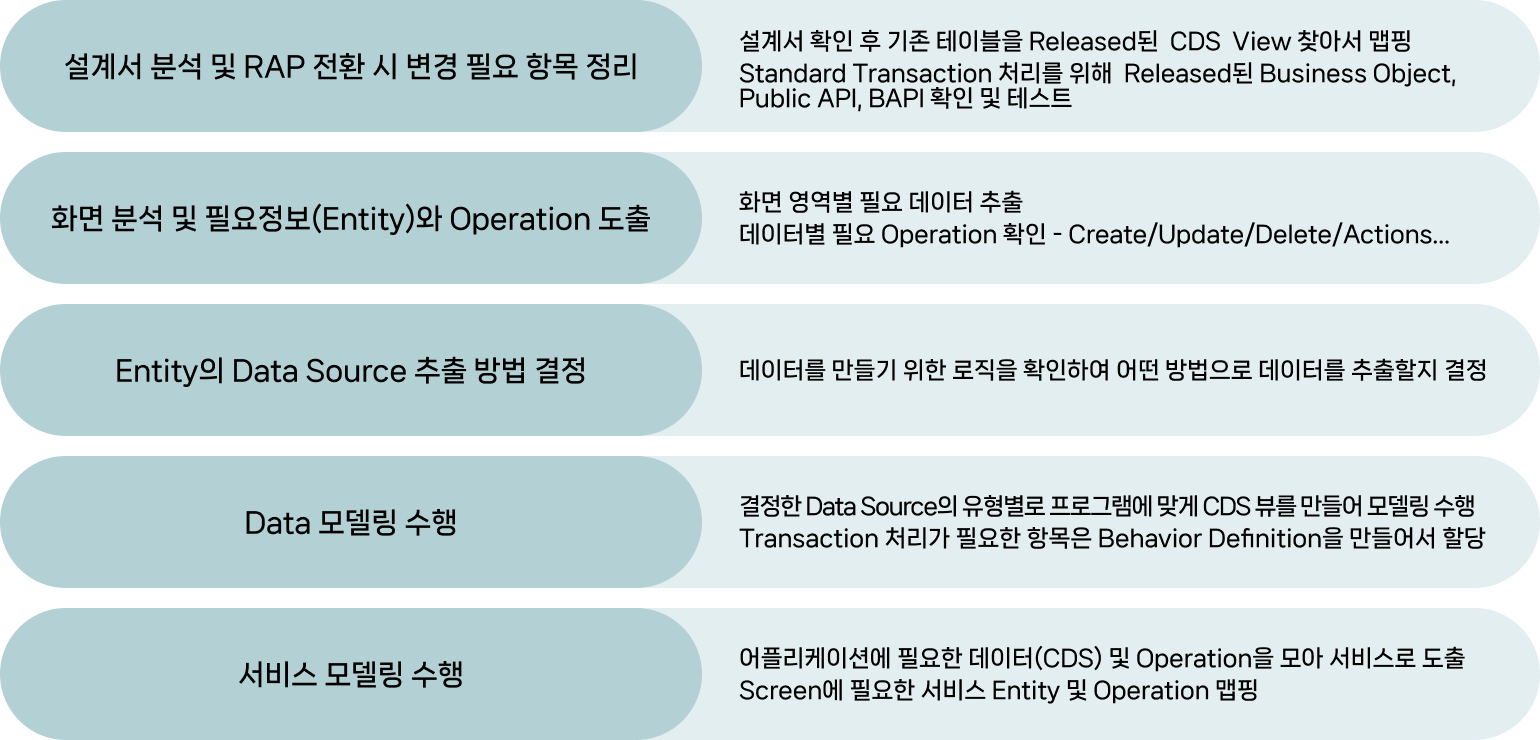 설계서 분석 및 RAP 전환 시 변경 필요 항목 정리
설계서 확인 후 기존 테이블을 Released된 CDS View 찾아서 맵핑
Standard Transaction 처리를 위해 Released된 Business Object,
Public API, BAPI 확인 및 테스트
화면 분석 및 필요정보(Entity)와 Operation 도출
화면 영역별 필요 데이터 추출
데이터별 필요 Operation 확인 - Create/Update/Delete/Actions...
Entity의 Data Source 추출 방법 결정
데이터를 만들기 위한 로직을 확인하여 어떤 방법으로 데이터를 추출할지 결정
Data 모델링 수행
결정한 Data Source의 유형별로 프로그램에 맞게 CDS 뷰를 만들어 모델링 수행
Transaction 처리가 필요한 항목은 Behavior Definition을 만들어서 할당
서비스 모델링 수행
어플리케이션에 필요한 데이터(CDS) 및 Operation을 모아 서비스로 도출
Screen에 필요한 서비스 Entity 및 Operation 맵핑